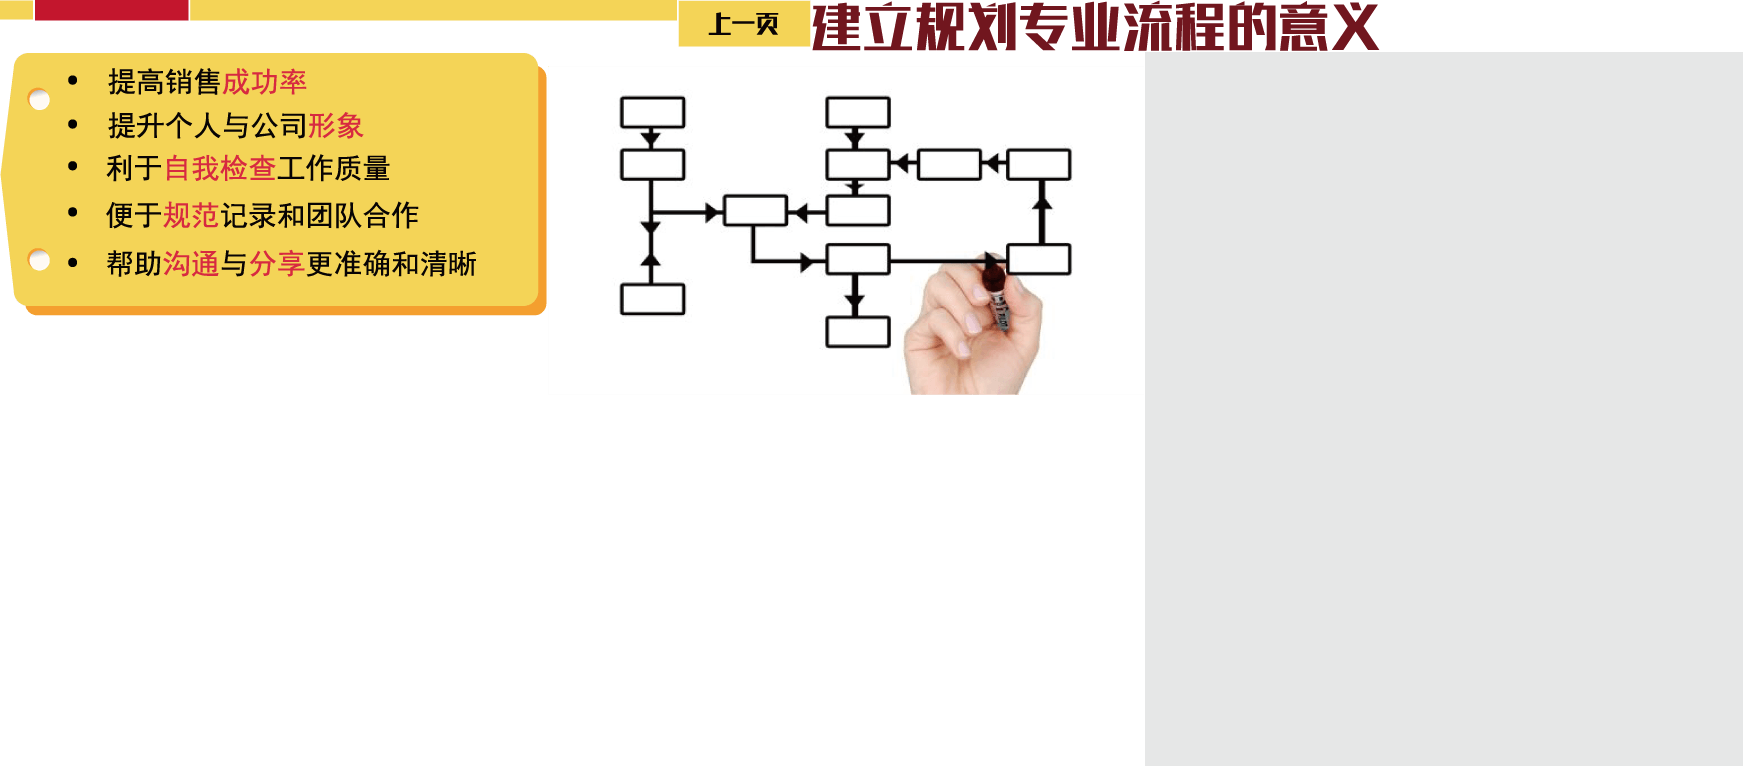 上一页
建立规划专业流程的意义
• 提高销售成功率
• 提升个人与公司形象
• 利于自我检查工作质量
• 便于规范记录和团队合作
• 帮助沟通与分享更准确和清晰